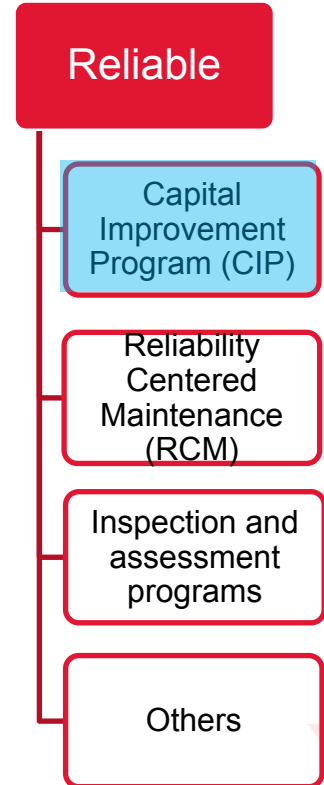 Reliable
Capital
Improvement
Program (CIP)
Reliability
Centered
Maintenance
(RCM)
Inspection and
assessment
programs
Others